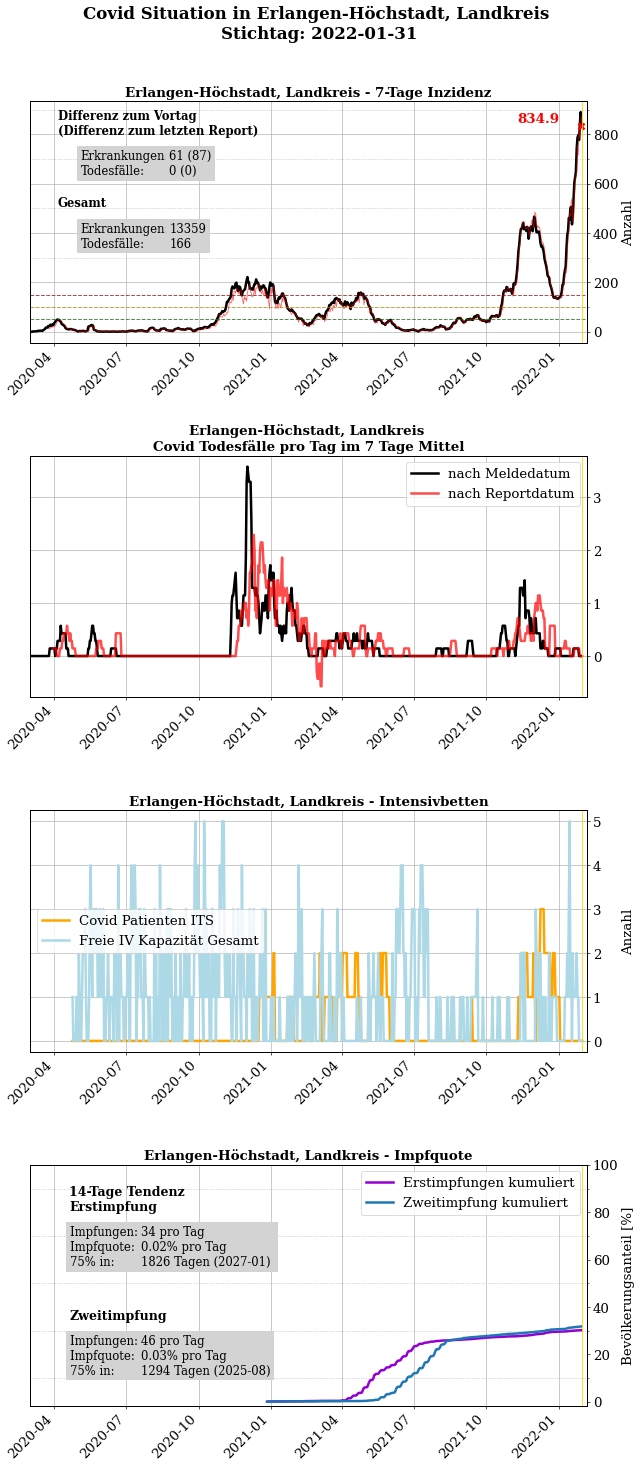 Covid Situation in Erlangen-Höchstadt, Landkreis
Stichtag: 2022-01-31
Erlangen-Höchstadt, Landkreis - 7-Tage Inzidenz
Differenz zum Vortag
(Differenz zum letzten Report)
Erkrankungen 61 (87)
Todesfälle: 0 (0)
Gesamt
Erkrankungen 13359
Todesfälle: 166
834.9
800
600
400
200
0
Anzahl
2020-04 2020-07 2020-10 2021-01 2021-04 2021-07 2021-10 2022-01
Erlangen-Höchstadt, Landkreis
Covid Todesfälle pro Tag im 7 Tage Mittel
nach Meldedatum
nach Reportdatum
3
2
1
0
2020-04 2020-07 2020-10 2021-01 2021-04 2021-07 2021-10 2022-01
Erlangen-Höchstadt, Landkreis - Intensivbetten
Covid Patienten ITS
Freie IV Kapazität Gesamt
5
4
3
2
1
0
Anzahl
2020-04 2020-07 2020-10 2021-01 2021-04 2021-07 2021-10 2022-01
Erlangen-Höchstadt, Landkreis - Impfquote
14-Tage Tendenz
Erstimpfung
Impfungen: 34 pro Tag
Impfquote: 0.02% pro Tag
75% in: 1826 Tagen (2027-01)
Zweitimpfung
Impfungen: 46 pro Tag
Impfquote: 0.03% pro Tag
75% in: 1294 Tagen (2025-08)
Erstimpfungen kumuliert
Zweitimpfung kumuliert
100
80
60
40
20
0
Bevölkerungsanteil [%]
2020-04 2020-07 2020-10 2021-01 2021-04 2021-07 2021-10 2022-01